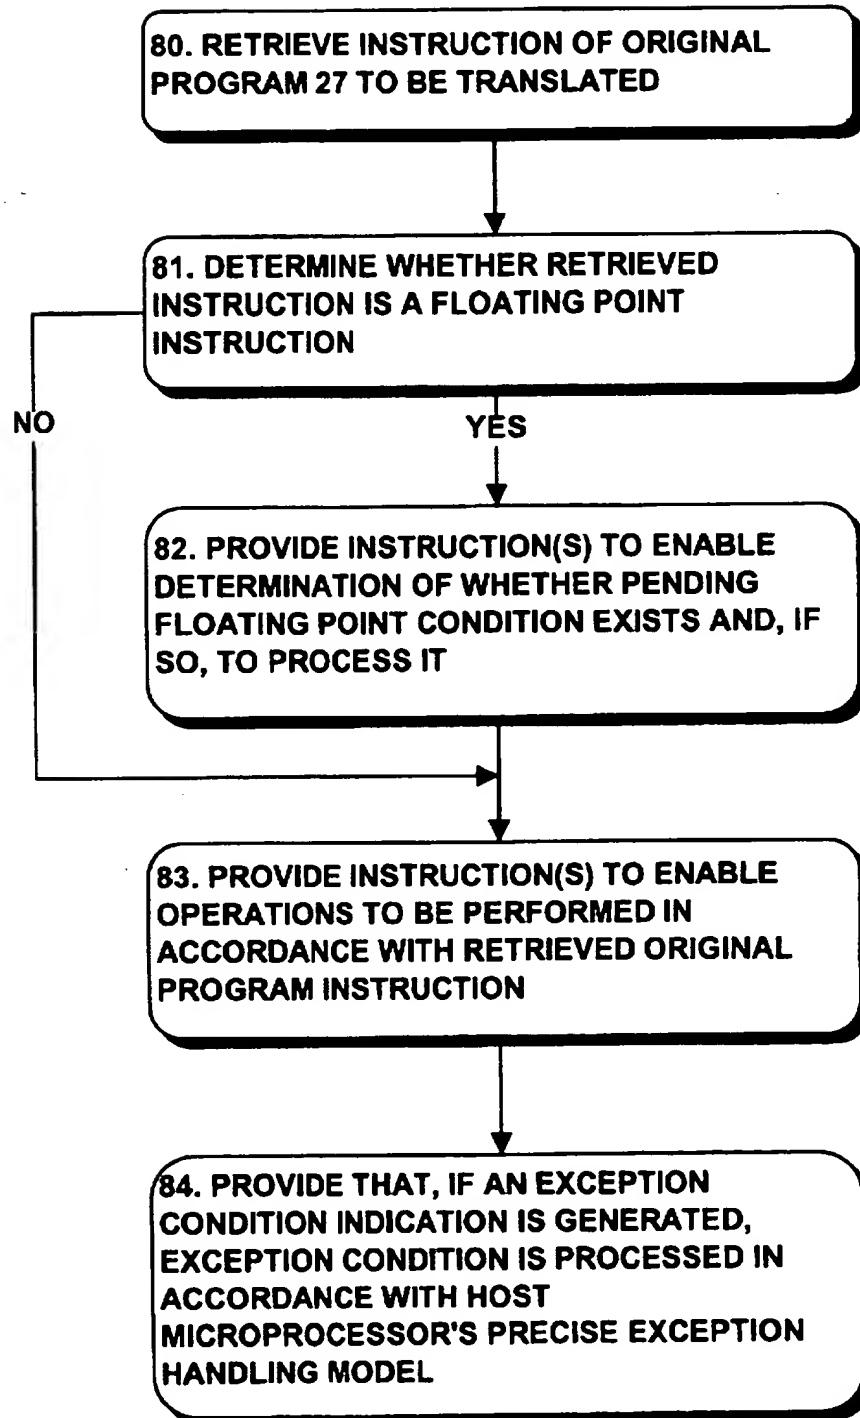 80. RETRIEVE INSTRUCTION OF ORIGINAL
PROGRAM 27 TO BE TRANSLATED
81. DETERMINE WHETHER RETRIEVED
INSTRUCTION IS A FLOATING POINT
INSTRUCTION
NO
YES
82. PROVIDE INSTRUCTION(S) TO ENABLE
DETERMINATION OF WHETHER PENDING
FLOATING POINT CONDITION EXISTS AND, IF
SO, TO PROCESS IT
83. PROVIDE INSTRUCTION(S) TO ENABLE
OPERATIONS TO BE PERFORMED IN
ACCORDANCE WITH RETRIEVED ORIGINAL
PROGRAM INSTRUCTION
84. PROVIDE THAT, IF AN EXCEPTION
CONDITION INDICATION IS GENERATED,
EXCEPTION CONDITION IS PROCESSED IN
ACCORDANCE WITH HOST
MICROPROCESSOR'S PRECISE EXCEPTION
HANDLING MODEL